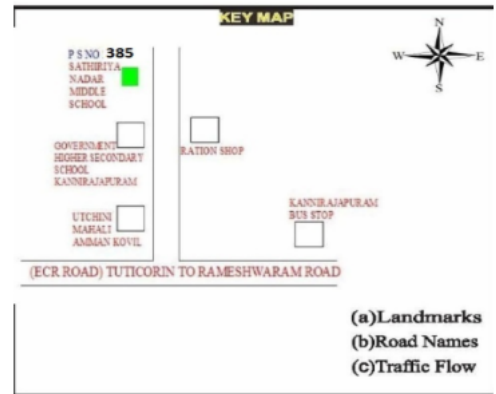 KEY MAP
N
W
E
S
P S NO 385
SATHIRIYA
NADAR
MIDDLE
SCHOOL
GOVERNMENT
HIGHER SECONDARY
SCHOOL
KANNIRAJAPURAM
RATION SHOP
UTCHINI
MAHALI
AMMAN KOVIL
KANNIRAJAPURAM
BUS STOP
(ECR ROAD) TUTICORIN TO RAMESHWARAM ROAD
(a)Landmarks
(b)Road Names
(c)Traffic Flow